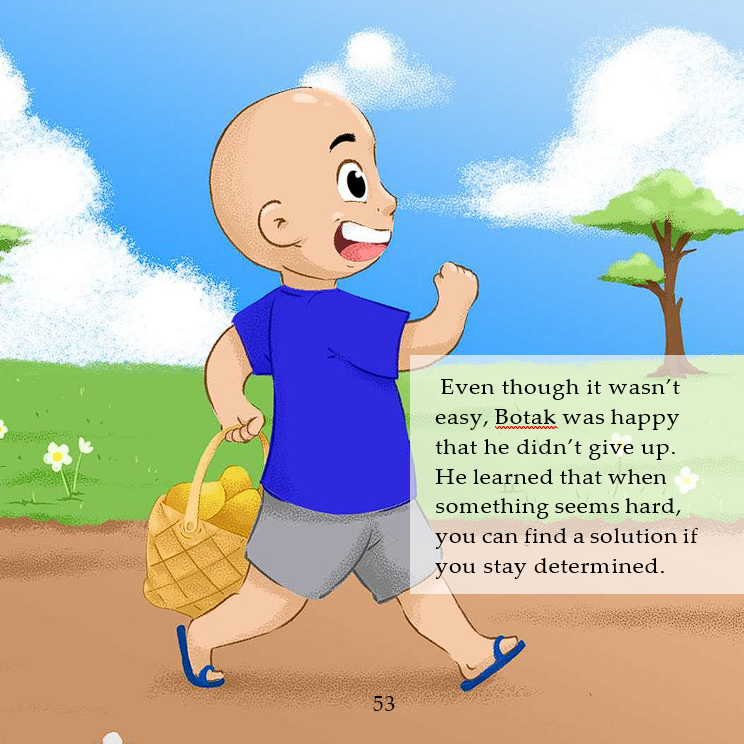 Even though it wasn't
easy, Botak was happy
that he didn't give up.
He learned that when
something seems hard,
you can find a solution if
you stay determined.
53